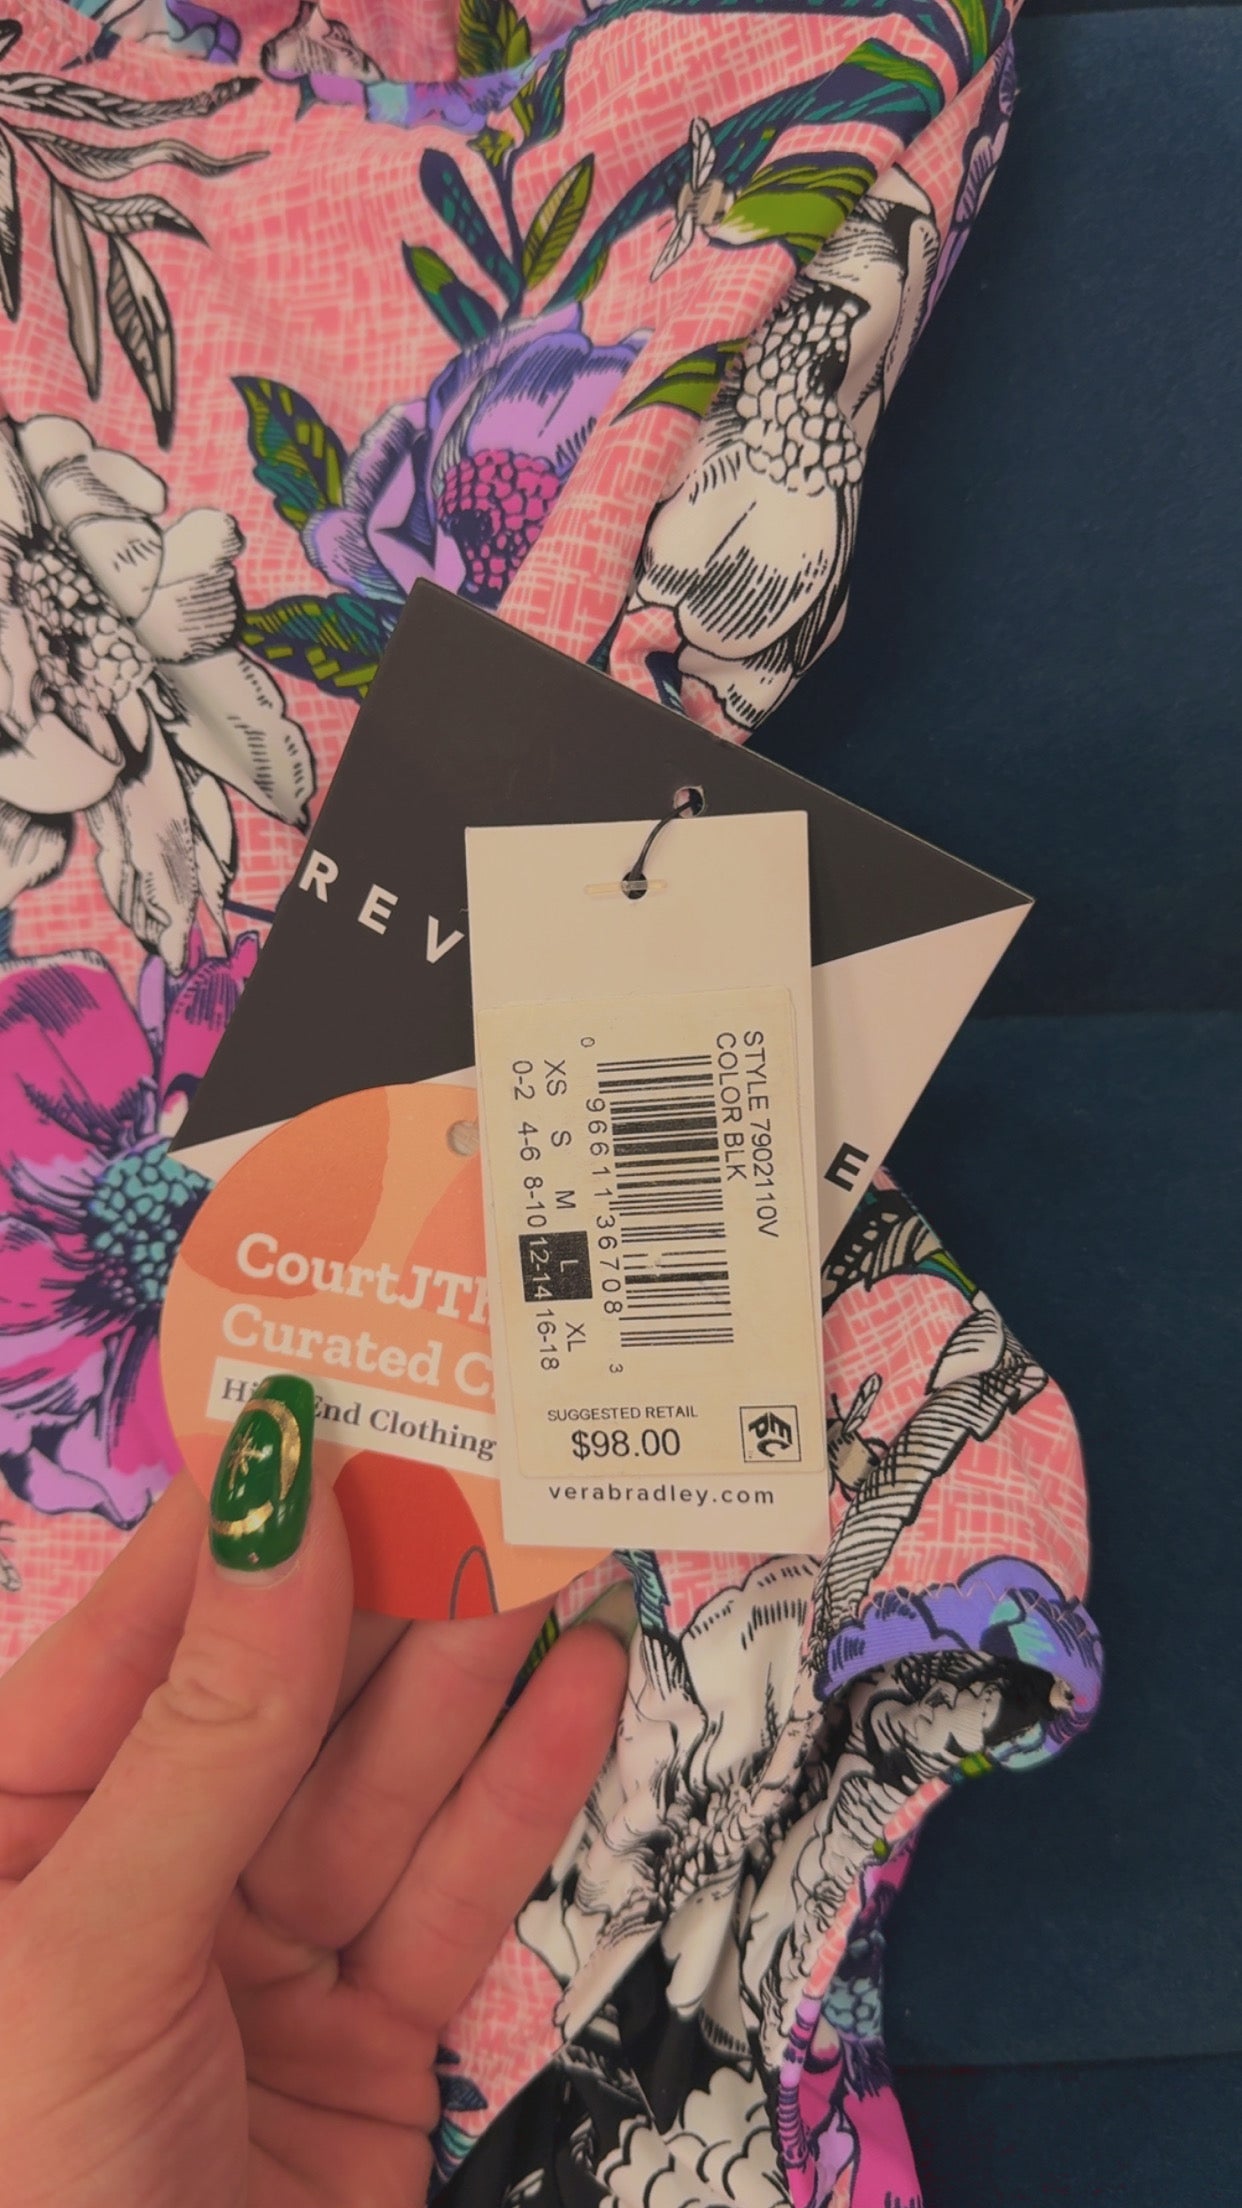 R E V
E
STYLE 7902110V
COLOR BLK
0 96611 36708 3
XS S M L XL
0-2 4-6 8-10 12-14 16-18
SUGGESTED RETAIL
$98.00
EPC
verabradley.com
Curated
End Clothing